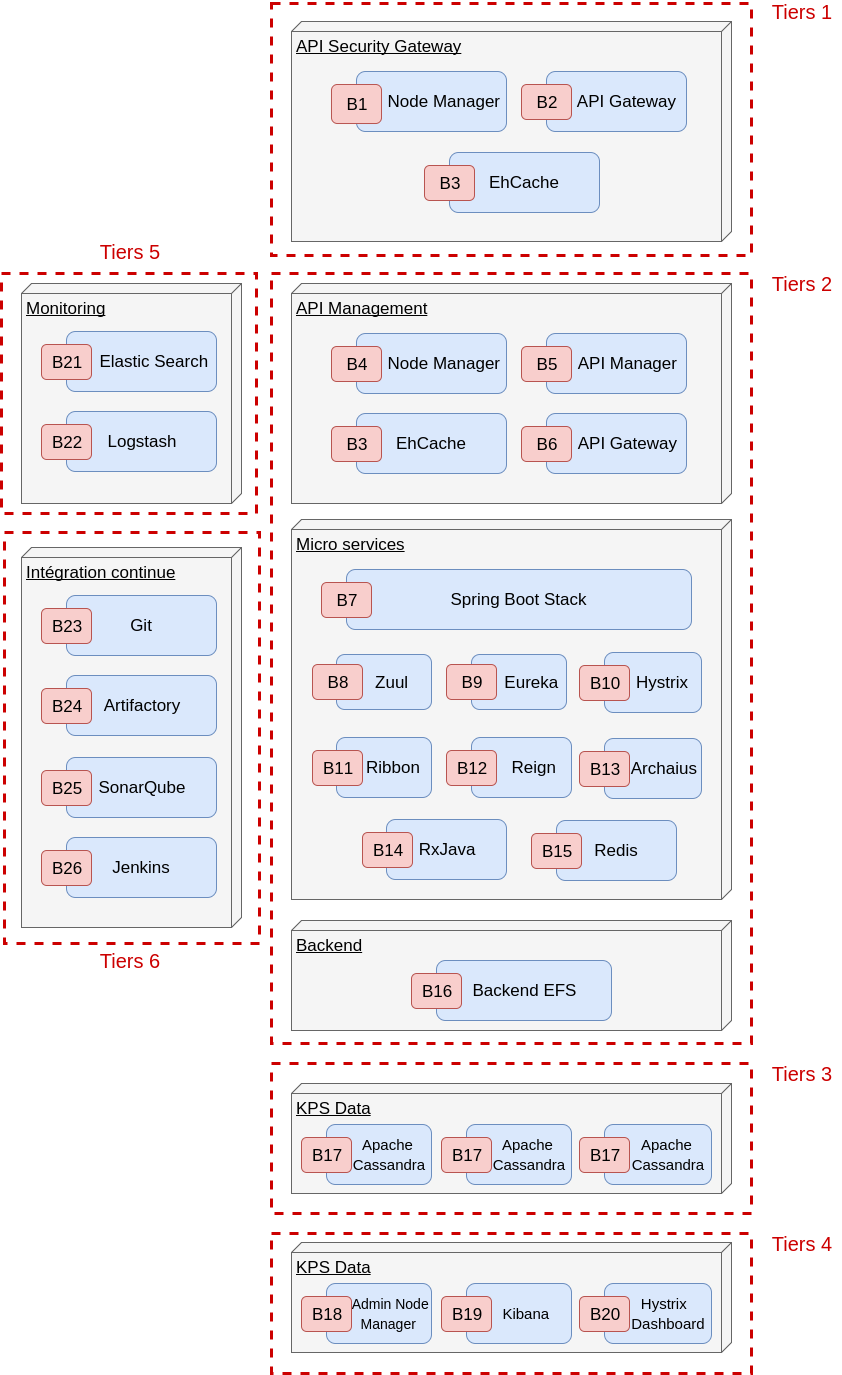 Tiers 1
API Security Gateway
B1
Node Manager
B2
API Gateway
B3
EhCache
Tiers 5
Monitoring
B21
Elastic Search
B22
Logstash
Tiers 2
API Management
B4
Node Manager
B5
API Manager
B3
EhCache
B6
API Gateway
Intégration continue
B23
Git
B24
Artifactory
B25
SonarQube
B26
Jenkins
Tiers 6
Micro services
B7
Spring Boot Stack
B8
Zuul
B9
Eureka
B10
Hystrix
B11
Ribbon
B12
Reign
B13
Archaius
B14
RxJava
B15
Redis
Backend
B16
Backend EFS
Tiers 3
KPS Data
B17
Apache
Cassandra
B17
Apache
Cassandra
B17
Apache
Cassandra
Tiers 4
KPS Data
B18
Admin Node
Manager
B19
Kibana
B20
Hystrix
Dashboard